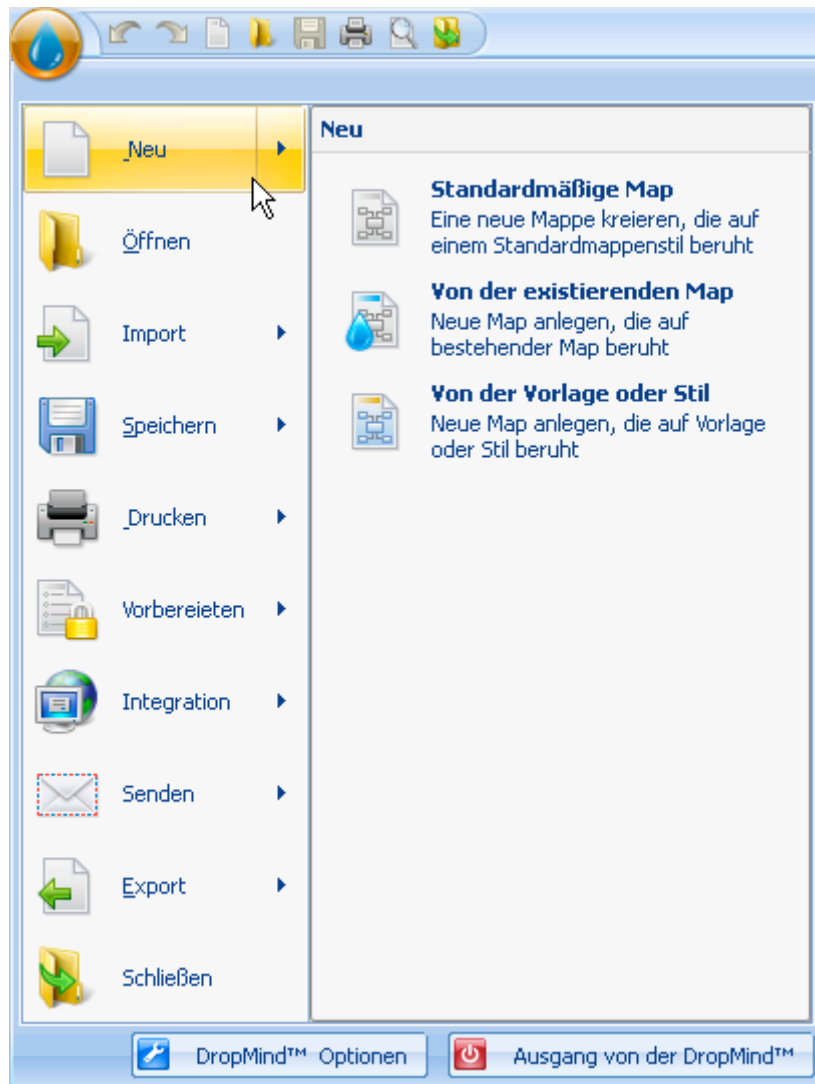 Neu
Öffnen
Import
Speichern
Drucken
Vorbereieten
Integration
Senden
Export
Schließen
Neu
Standardmäßige Map
Eine neue Mappe kreieren, die auf
einem Standardmappenstil beruht
Von der existierenden Map
Neue Map anlegen, die auf
bestehender Map beruht
Von der Vorlage oder Stil
Neue Map anlegen, die auf Vorlage
oder Stil beruht
DropMind™ Optionen
Ausgang von der DropMind™